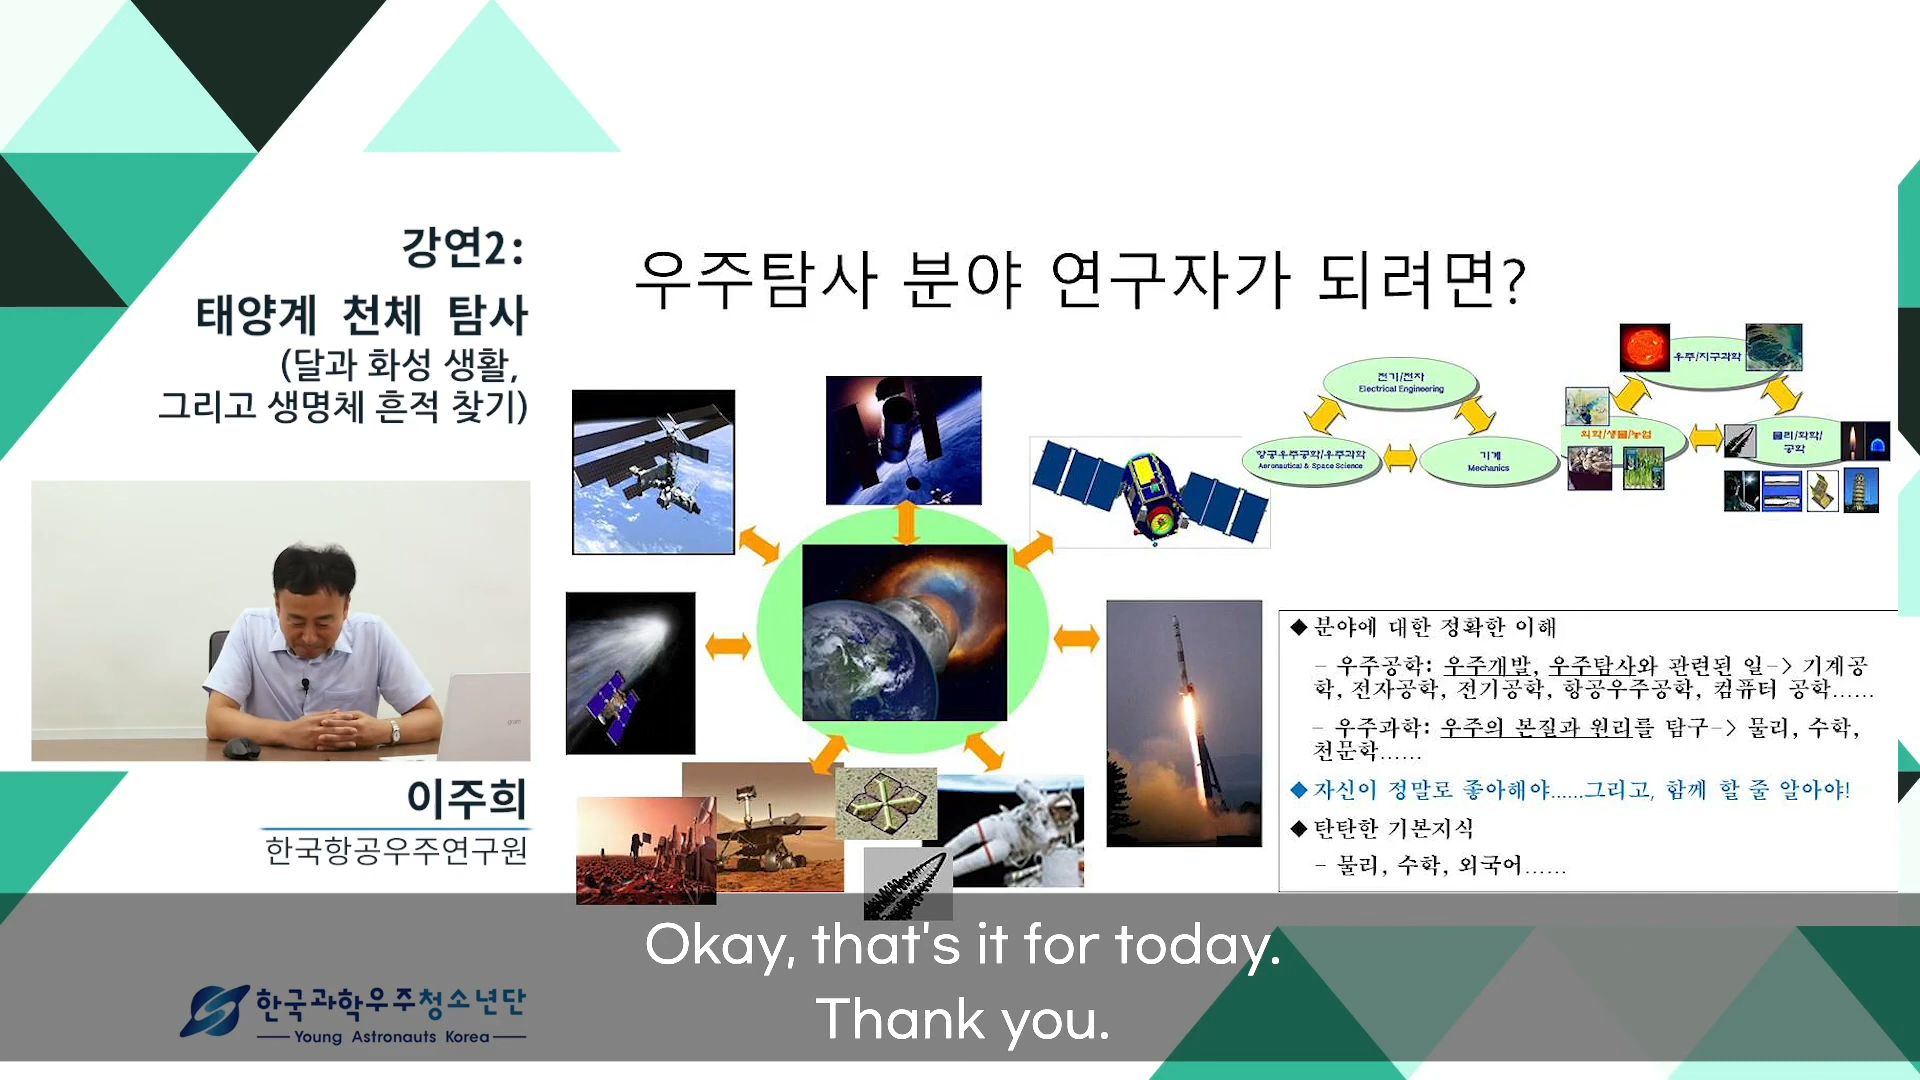 강연2:
태양계 천체 탐사
(달과 화성 생활,
그리고 생명체 흔적 찾기)
이주희
한국항공우주연구원
우주탐사 분야 연구자가 되려면?
전기/전자
Electrical Engineering
항공우주공학/우주과학
Aeronautical & Space Science
기계
Mechanics
우주/지구과학
의학/생물/농업
물리/화학/
공학
◆ 분야에 대한 정확한 이해
- 우주공학: 우주개발, 우주탐사와 관련된 일-> 기계공
학, 전자공학, 전기공학, 항공우주공학, 컴퓨터 공학……
- 우주과학: 우주의 본질과 원리를 탐구-> 물리, 수학,
천문학……
◆ 자신이 정말로 좋아해야……그리고, 함께 할 줄 알아야!
◆ 탄탄한 기본지식
- 물리, 수학, 외국어……
Okay, that's it for today.
Thank you.
한국과학우주청소년단
Young Astronauts Korea
gram